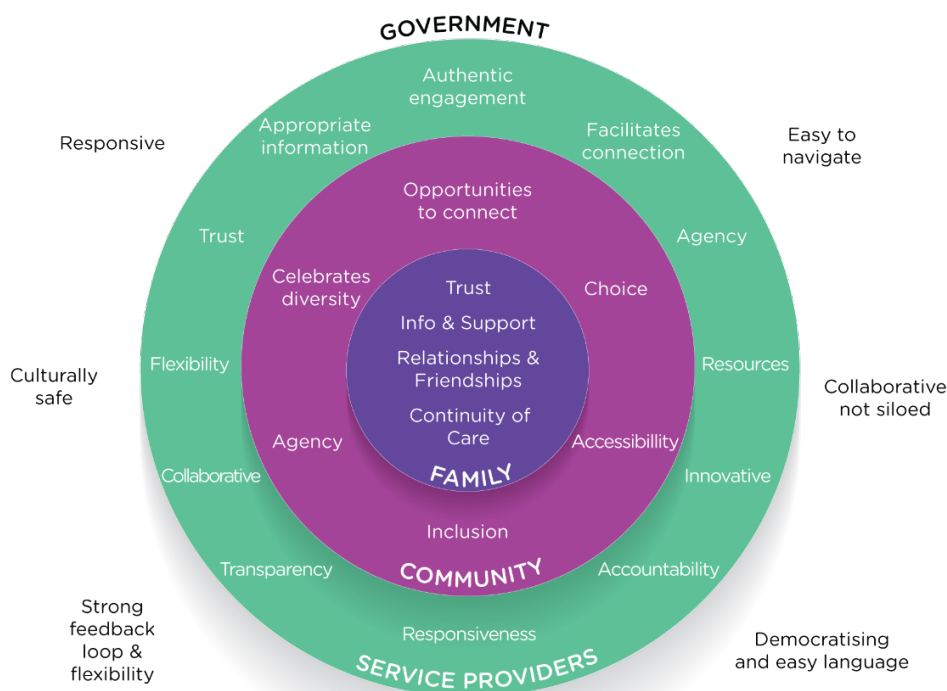 GOVERNMENT
Authentic
engagement
Appropriate
information
Facilitates
connection
Responsive
Easy to
navigate
Opportunities
to connect
Trust
Agency
Celebrates
diversity
Choice
Trust
Info & Support
Relationships &
Friendships
Continuity of
Care
FAMILY
Flexibility
Resources
Culturally
safe
Collaborative
not siloed
Agency
Accessibillity
Collaborative
Innovative
Inclusion
COMMUNITY
Transparency
Accountability
Responsiveness
SERVICE PROVIDERS
Strong
feedback
loop &
flexibility
Democratising
and easy language